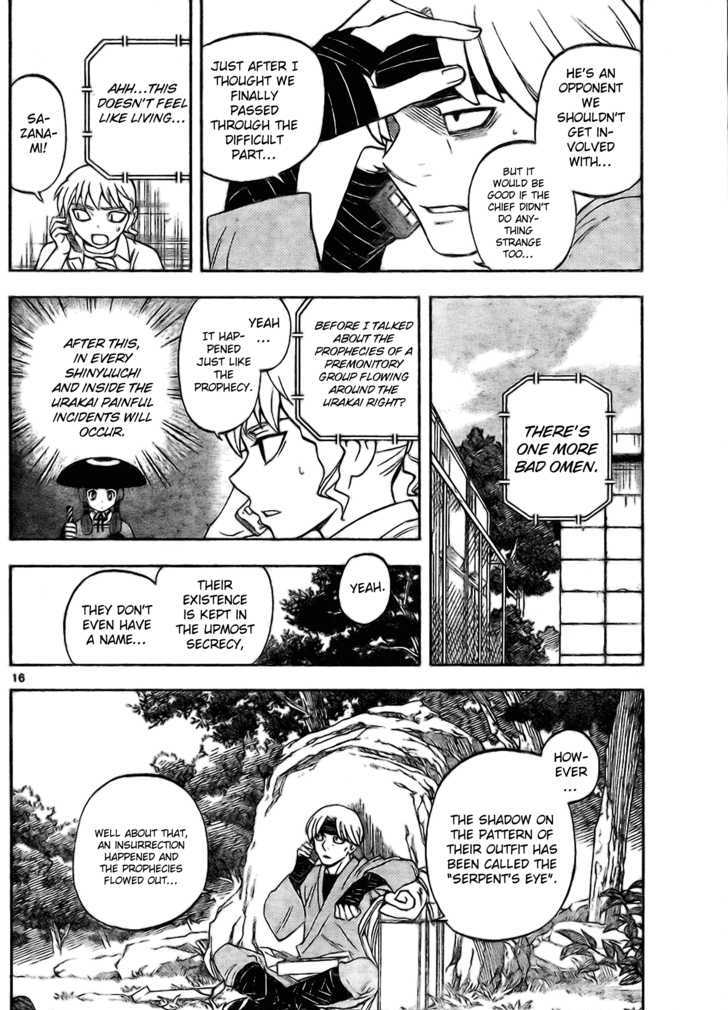 HE'S AN
OPPONENT
WE
SHOULDN'T
GET IN-
VOLVED
WITH...
BUT IT
WOULD BE
GOOD IF THE
CHIEF DIDN'T
DO ANY-
THING
STRANGE
TOO...
JUST AFTER I
THOUGHT WE
FINALLY
PASSED
THROUGH THE
DIFFICULT
PART...
AHH...THIS
DOESN'T FEEL
LIKE LIVING...
SA-
ZANA-
MI!
THERE'S
ONE MORE
BAD OMEN.
BEFORE I TALKED
ABOUT THE
PROPHECIES OF A
PREMONITORY
GROUP FLOWING
AROUND THE
URAKAI RIGHT?
YEAH
...
IT HAP-
PENED
JUST LIKE
THE
PROPHECY.
AFTER THIS,
IN EVERY
SHINYUUCHI
AND INSIDE THE
URAKAI PAINFUL
INCIDENTS WILL
OCCUR.
YEAH.
THEIR
EXISTENCE
IS KEPT IN
THE UPMOST
SECRECY,
THEY DON'T
EVEN HAVE
A NAME...
16
HOW-
EVER
...
THE SHADOW ON
THE PATTERN OF
THEIR OUTFIT HAS
BEEN CALLED THE
"SERPENT'S EYE".
WELL ABOUT THAT,
AN INSURRECTION
HAPPENED AND
THE PROPHECIES
FLOWED OUT...